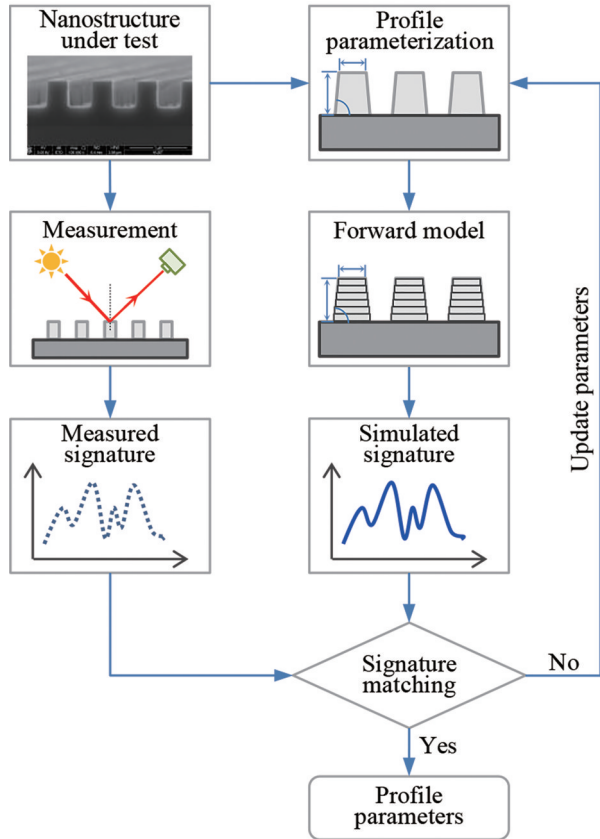 Nanostructure
under test
Profile
parameterization
Measurement
Forward model
Measured
signature
Simulated
signature
Update parameters
Signature
matching
No
Yes
Profile
parameters